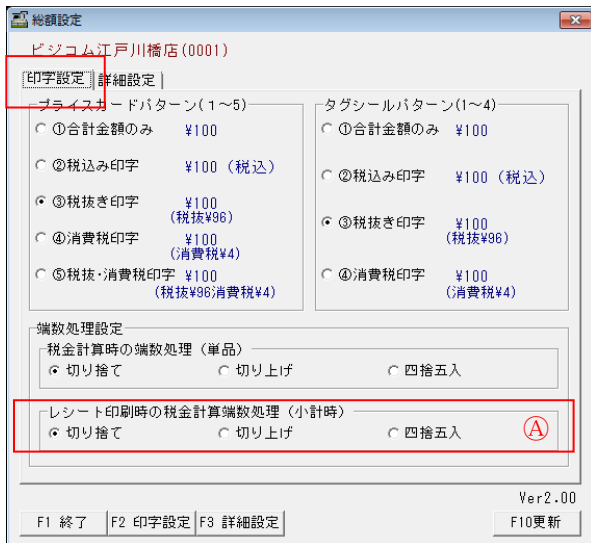 総額設定
ビジコム江戸川橋店(0001)
印字設定 詳細設定
プライスカードパターン(1～5)
①合計金額のみ ¥100
②税込み印字 ¥100 (税込)
③税抜き印字 ¥100
(税抜¥96)
④消費税印字 ¥100
(消費税¥4)
⑤税抜・消費税印字 ¥100
(税抜¥96消費税¥4)
タグシールパターン(1~4)
①合計金額のみ ¥100
②税込み印字 ¥100 (税込)
③税抜き印字 ¥100
(税抜¥96)
④消費税印字 ¥100
(消費税¥4)
端数処理設定
税金計算時の端数処理 (単品)
切り捨て 切り上げ 四捨五入
レシート印刷時の税金計算端数処理 (小計時)
切り捨て 切り上げ 四捨五入 Ⓐ
Ver2.00
F1 終了 F2 印字設定 F3 詳細設定 F10更新